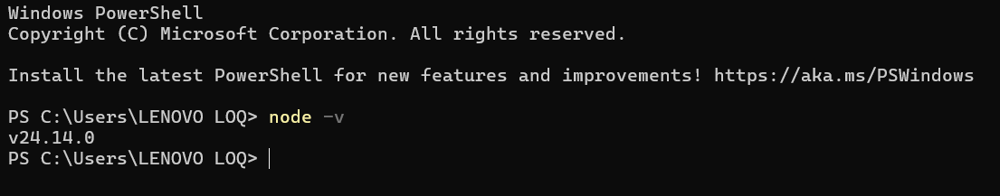 Windows PowerShell
Copyright (C) Microsoft Corporation. All rights reserved.
Install the latest PowerShell for new features and improvements! https://aka.ms/PSWindows
PS C:\Users\LENOVO LOQ> node -v
v24.14.0
PS C:\Users\LENOVO LOQ>